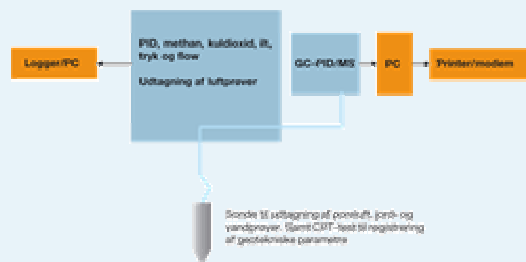 PID, methan, kuldioxid, ilt,
tryk og flow
Udtagning af luftprøver
Logger/PC
GC-PID/MS
PC
Printer/modem
Sonde til udtagning af poreluft, jord- og
vandprøver. Samt CPT-test til registrering
af geotekniske parametre